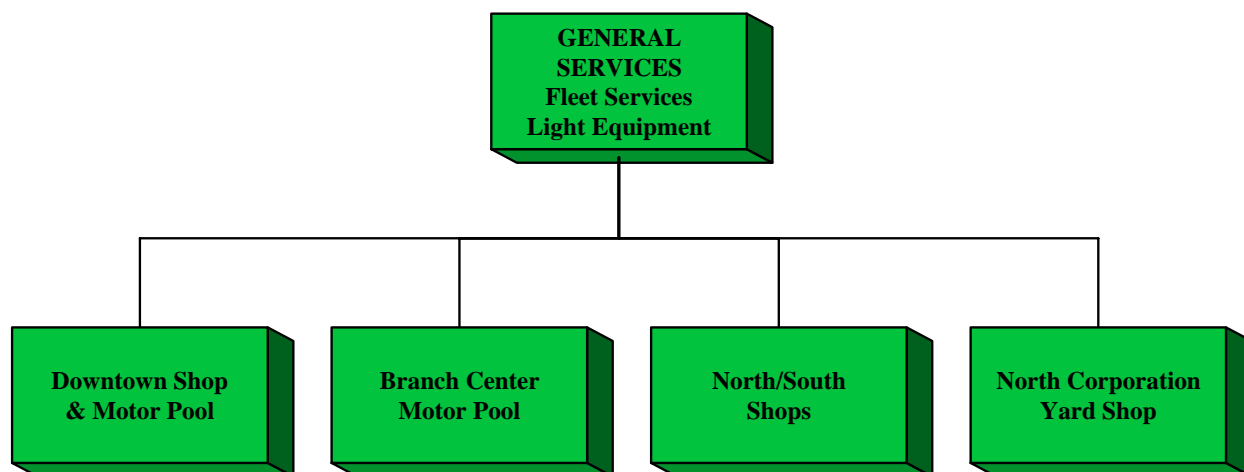 GENERAL
SERVICES
Fleet Services
Light Equipment
Downtown Shop
& Motor Pool
Branch Center
Motor Pool
North/South
Shops
North Corporation
Yard Shop